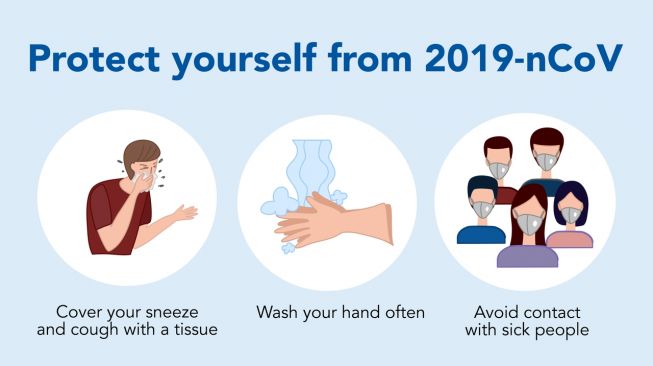 Protect yourself from 2019-nCoV
Cover your sneeze
and cough with a tissue
Wash your hand often
Avoid contact
with sick people